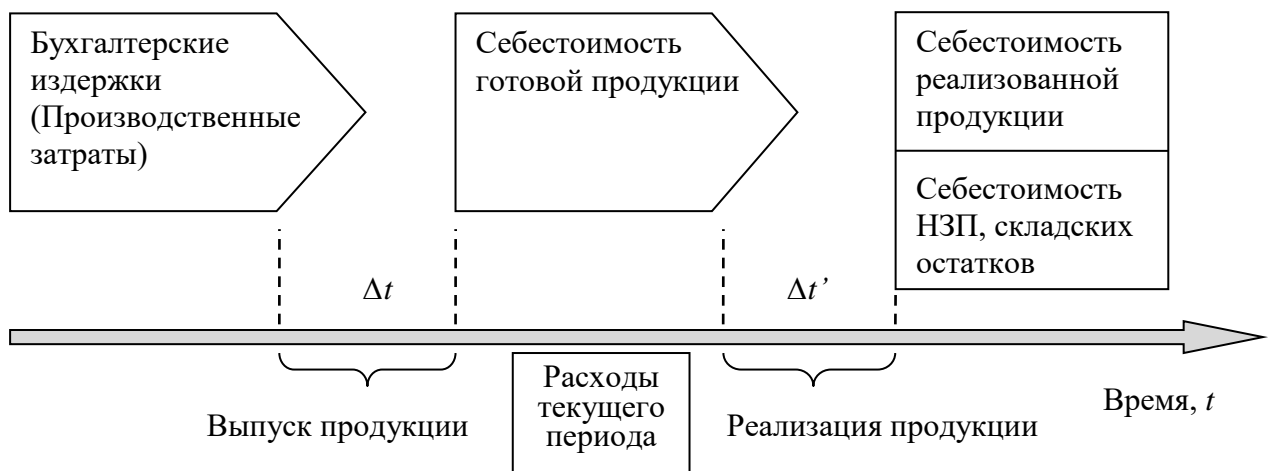 Бухгалтерские
издержки
(Производственные
затраты)
Себестоимость
готовой продукции
Себестоимость
реализованной
продукции
Себестоимость
НЗП, складских
остатков
Δt
Δt’
Выпуск продукции
Расходы
текущего
периода
Реализация продукции
Время, t